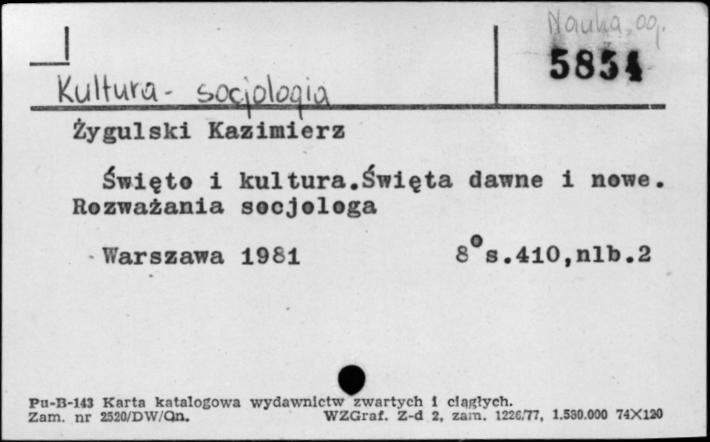 Nauka og.
5854
Kultura - socjologia
Żygulski Kazimierz
Święto i kultura.Święta dawne i nowe.
Rozważania socjologa
Warszawa 1981 8° s.410,nlb.2
Pu-B-143 Karta katalogowa wydawnictw zwartych i ciągłych.
Zam. nr 2520/DW/Qn. WZGraf. Z-d 2, zam. 1226/77, 1.580.000 74X120